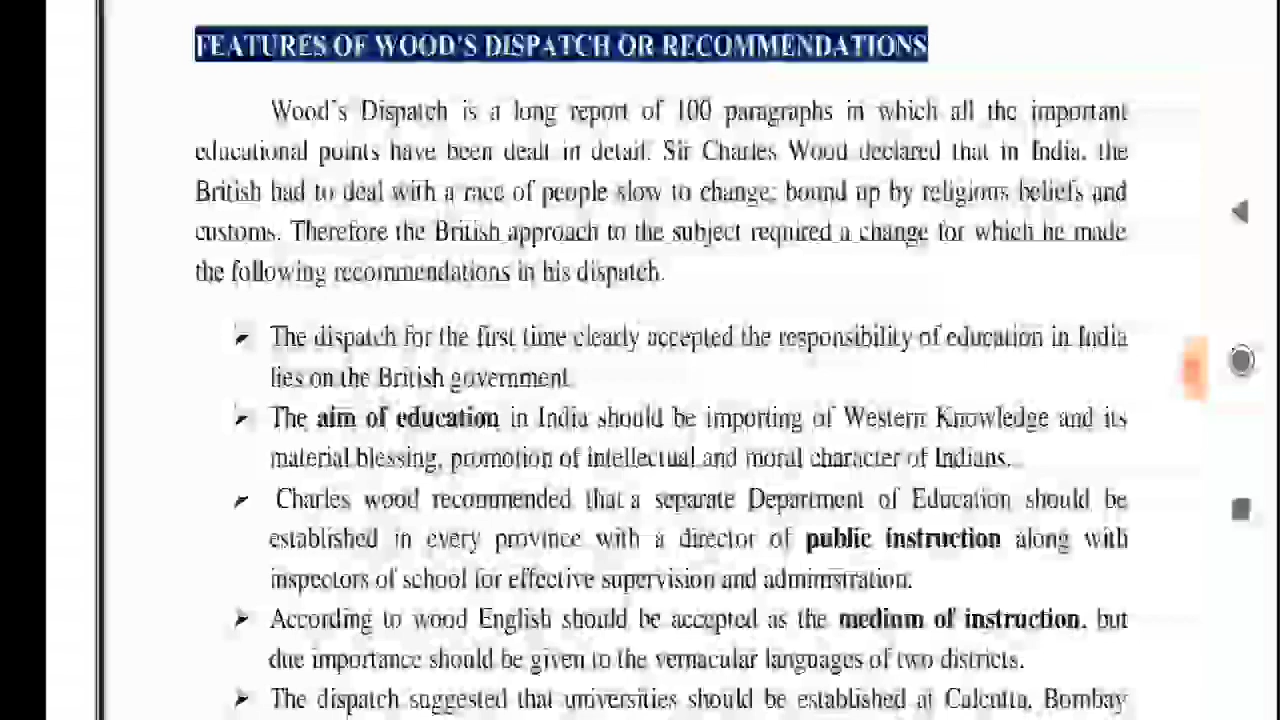 FEATURES OF WOOD'S DISPATCH OR RECOMMENDATIONS
Wood's Dispatch is a long report of 100 paragraphs in which all the important
educational points have been dealt in detail. Sir Charles Wood declared that in India, the
British had to deal with a race of people slow to change; bound up by religious beliefs and
customs. Therefore the British approach to the subject required a change for which he made
the following recommendations in his dispatch.
➢ The dispatch for the first time clearly accepted the responsibility of education in India
lies on the British government.
➢ The aim of education in India should be importing of Western Knowledge and its
material blessing, promotion of intellectual and moral character of Indians.
➢ Charles wood recommended that a separate Department of Education should be
established in every province with a director of public instruction along with
inspectors of school for effective supervision and administration.
➢ According to wood English should be accepted as the medium of instruction, but
due importance should be given to the vernacular languages of two districts.
➢ The dispatch suggested that universities should be established at Calcutta, Bombay